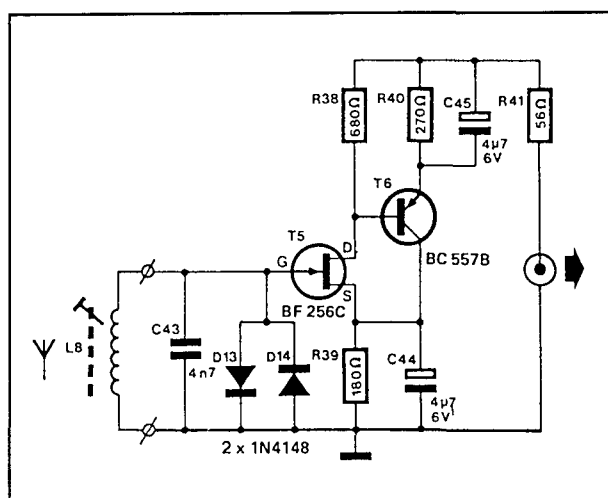 R38
680Ω
R40
270Ω
C45
4µ7
6V
R41
56Ω
T6
BC 557B
T5
G
D
S
BF 256C
L8
C43
4n7
D13
D14
R39
180Ω
C44
4µ7
6V
2 x 1N4148